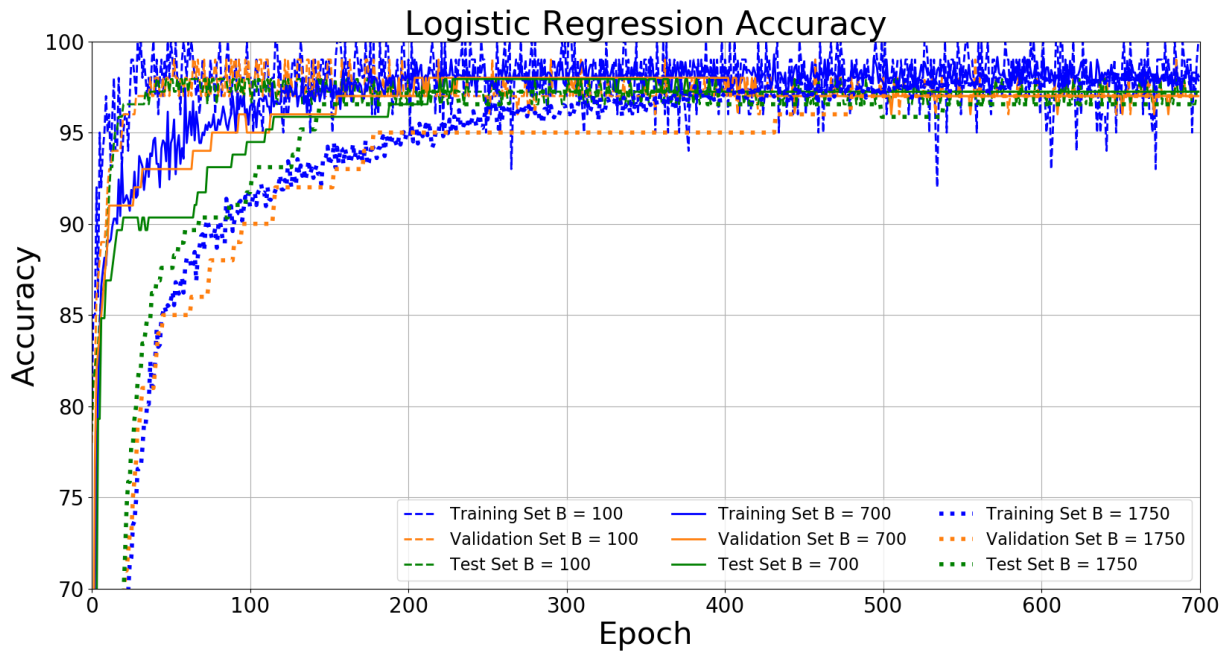 Logistic Regression Accuracy
100
95
90
85
80
75
70
Accuracy
0 100 200 300 400 500 600 700
Epoch
Training Set B = 100 Training Set B = 700 Training Set B = 1750
Validation Set B = 100 Validation Set B = 700 Validation Set B = 1750
Test Set B = 100 Test Set B = 700 Test Set B = 1750